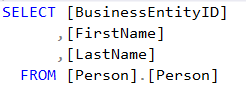 SELECT [BusinessEntityID]
,[FirstName]
,[LastName]
FROM [Person].[Person]